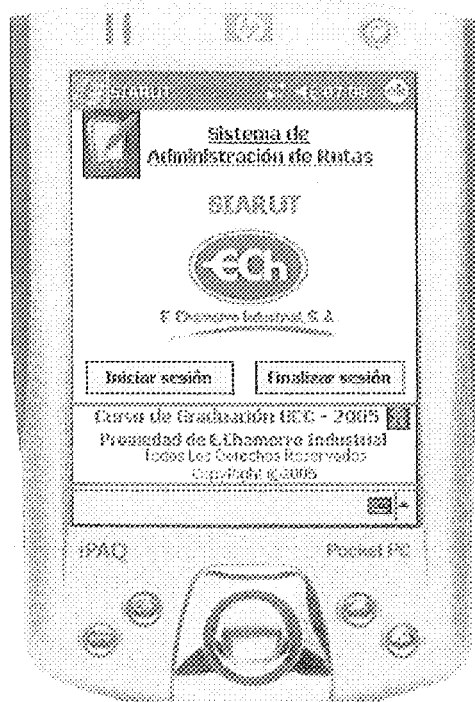 SIARUT
Sistema de
Administración de Rutas
SIARUT
ECh
E. Chamorro Industrial, S. A.
Iniciar sesión Finalizar sesión
Curso de Graduación UCC - 2005
Propiedad de E.Chamorro Industrial
Todos Los Derechos Reservados
CopyRight © 2005
iPAQ Pocket PC